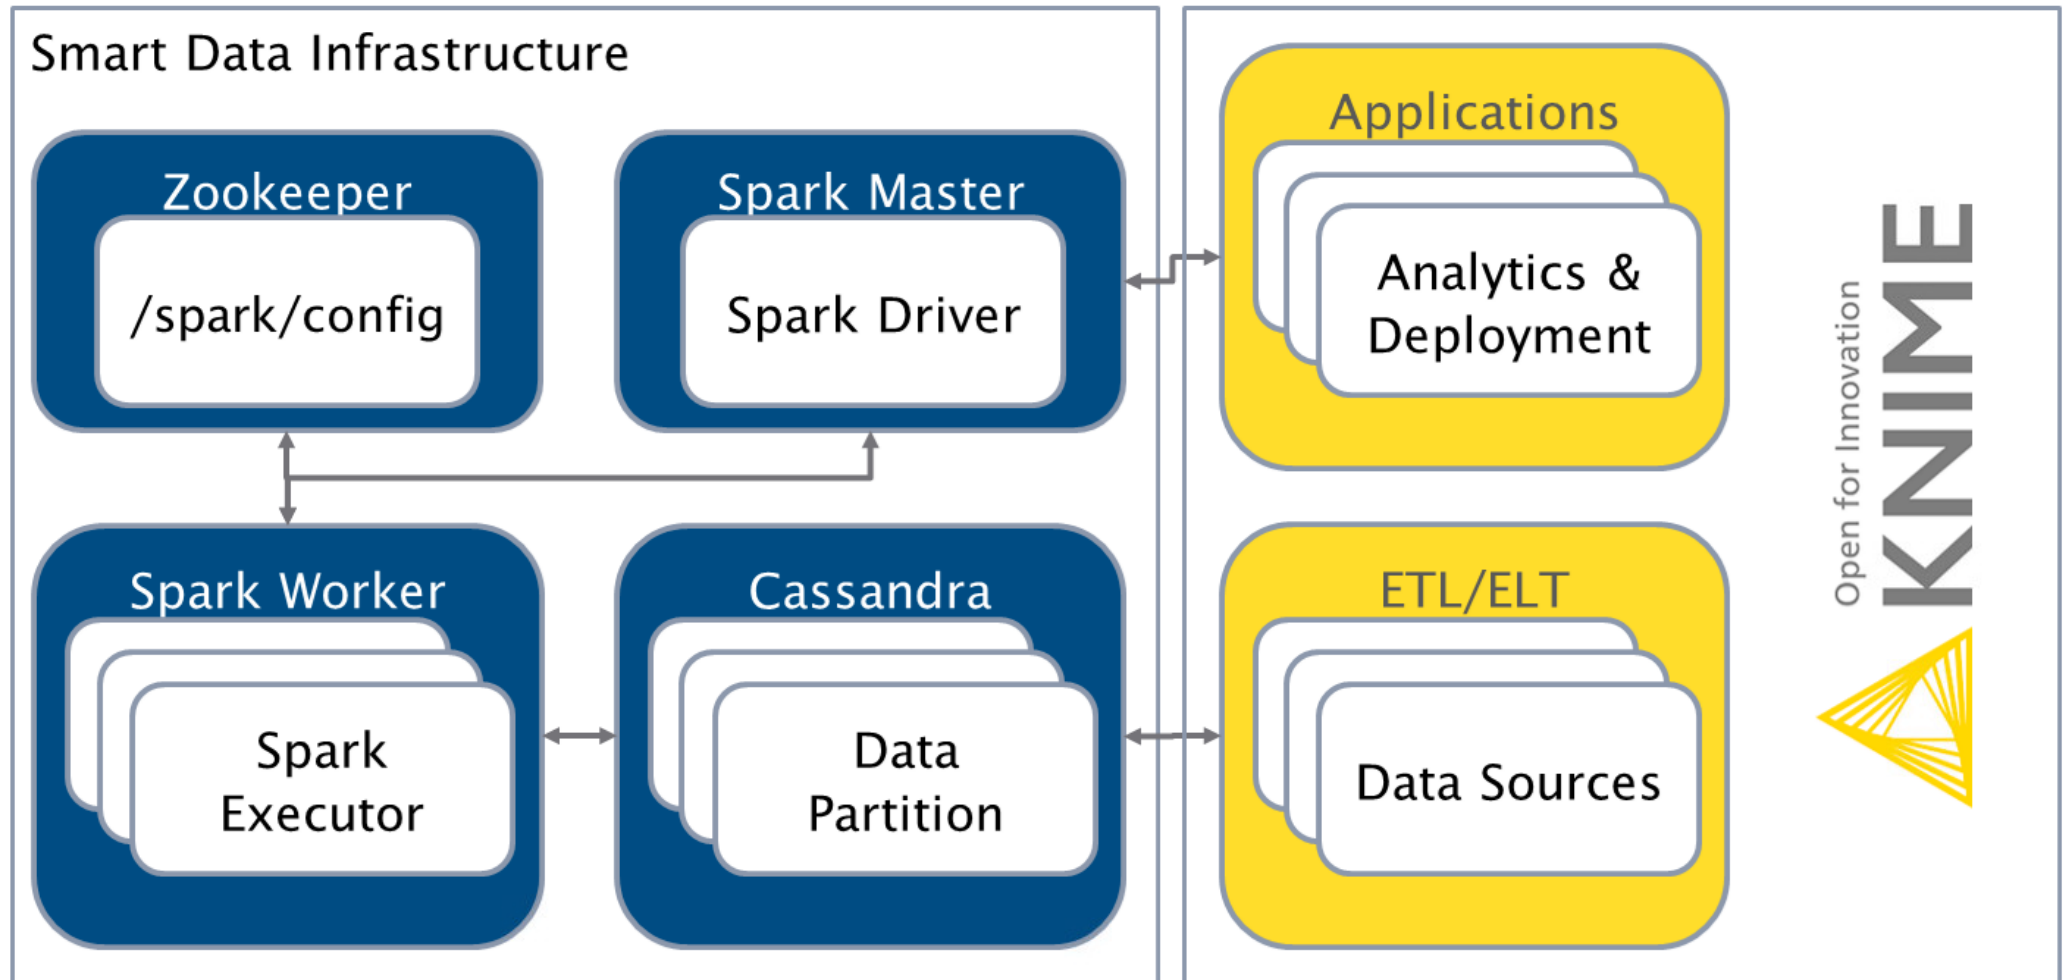 Smart Data Infrastructure
Zookeeper
/spark/config
Spark Master
Spark Driver
Spark Worker
Spark
Executor
Cassandra
Data
Partition
Applications
Analytics &
Deployment
ETL/ELT
Data Sources
Open for Innovation
KNIME